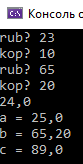 Консоль с
rub? 23
kop? 10
rub? 65
kop? 20
24,0
a = 25,0
b = 65,20
c = 89,0